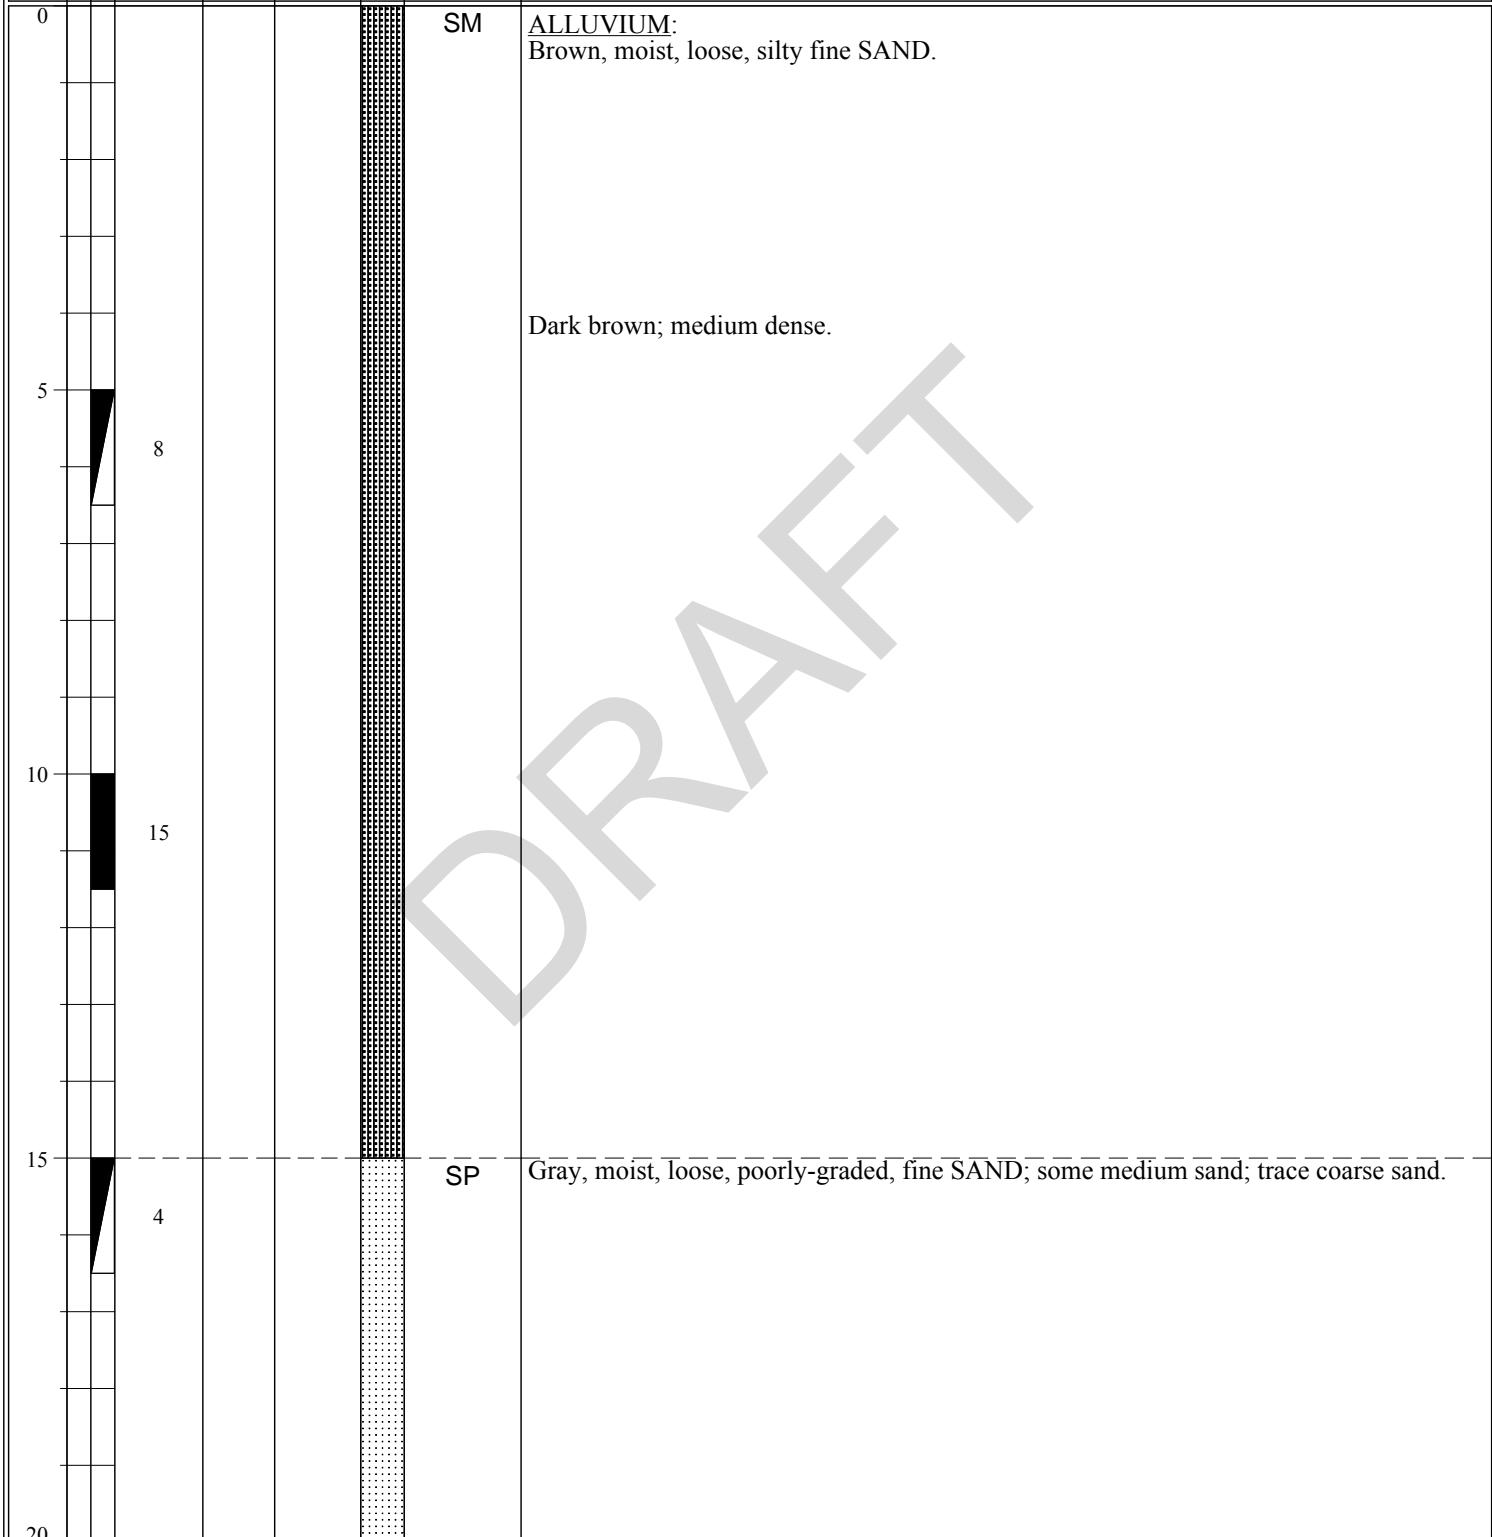 0
SM
ALLUVIUM:
Brown, moist, loose, silty fine SAND.
Dark brown; medium dense.
5
8
10
15
15
SP
Gray, moist, loose, poorly-graded, fine SAND; some medium sand; trace coarse sand.
4
20
DRAFT